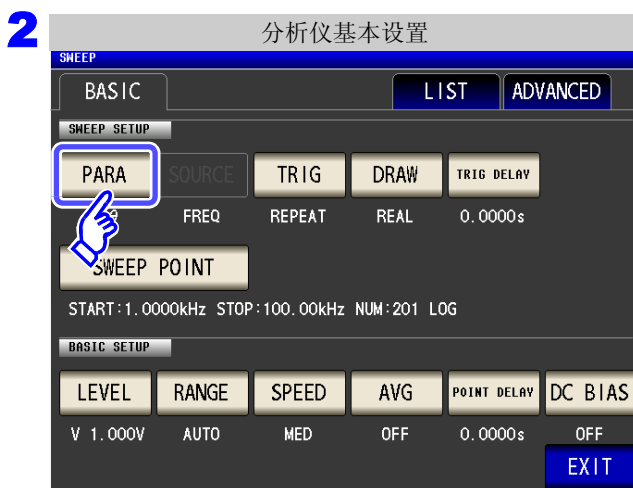 2
分析仪基本设置
SWEEP
BASIC LIST ADVANCED
SWEEP SETUP
PARA SOURCE TRIG DRAW TRIG DELAY
FREQ REPEAT REAL 0.0000s
SWEEP POINT
START:1.0000kHz STOP:100.00kHz NUM:201 LOG
BASIC SETUP
LEVEL RANGE SPEED AVG POINT DELAY DC BIAS
V 1.000V AUTO MED OFF 0.0000s OFF
EXIT